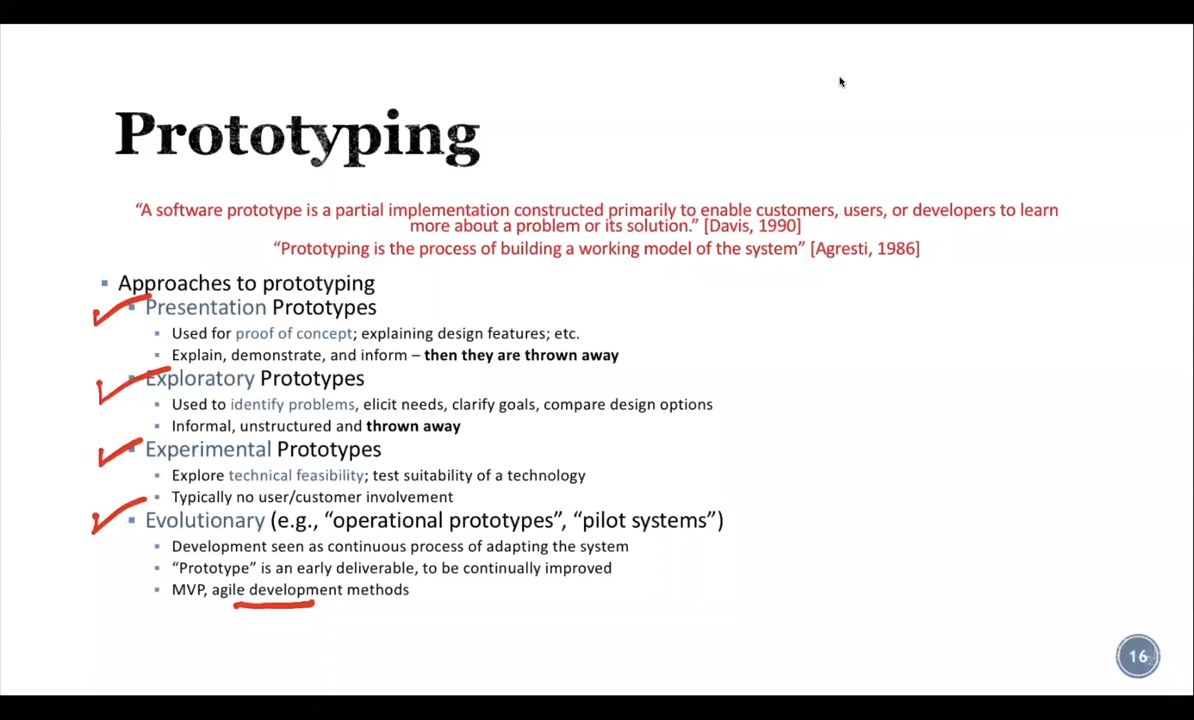 Prototyping
“A software prototype is a partial implementation constructed primarily to enable customers, users, or developers to learn
more about a problem or its solution.” [Davis, 1990]
“Prototyping is the process of building a working model of the system” [Agresti, 1986]
▪ Approaches to prototyping
▪ Presentation Prototypes
▪ Used for proof of concept; explaining design features; etc.
▪ Explain, demonstrate, and inform – then they are thrown away
▪ Exploratory Prototypes
▪ Used to identify problems, elicit needs, clarify goals, compare design options
▪ Informal, unstructured and thrown away
▪ Experimental Prototypes
▪ Explore technical feasibility; test suitability of a technology
▪ Typically no user/customer involvement
▪ Evolutionary (e.g., “operational prototypes”, “pilot systems”)
▪ Development seen as continuous process of adapting the system
▪ “Prototype” is an early deliverable, to be continually improved
▪ MVP, agile development methods
16